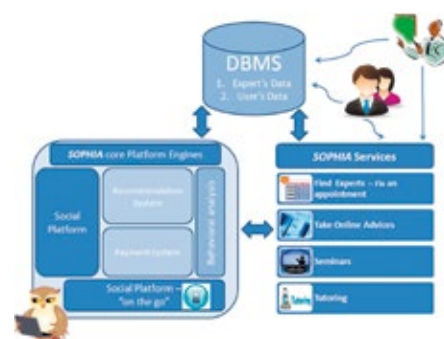 DBMS
1. Expert's Data
2. User's Data
SOPHIA core Platform Engines
Social
Platform
Recommendation
System
Payment System
Behavioral analysis
Social Platform –
"on the go"
SOPHIA Services
Find Experts – Fix an
appointment
Take Online Advices
Seminars
Tutoring
Tutoring